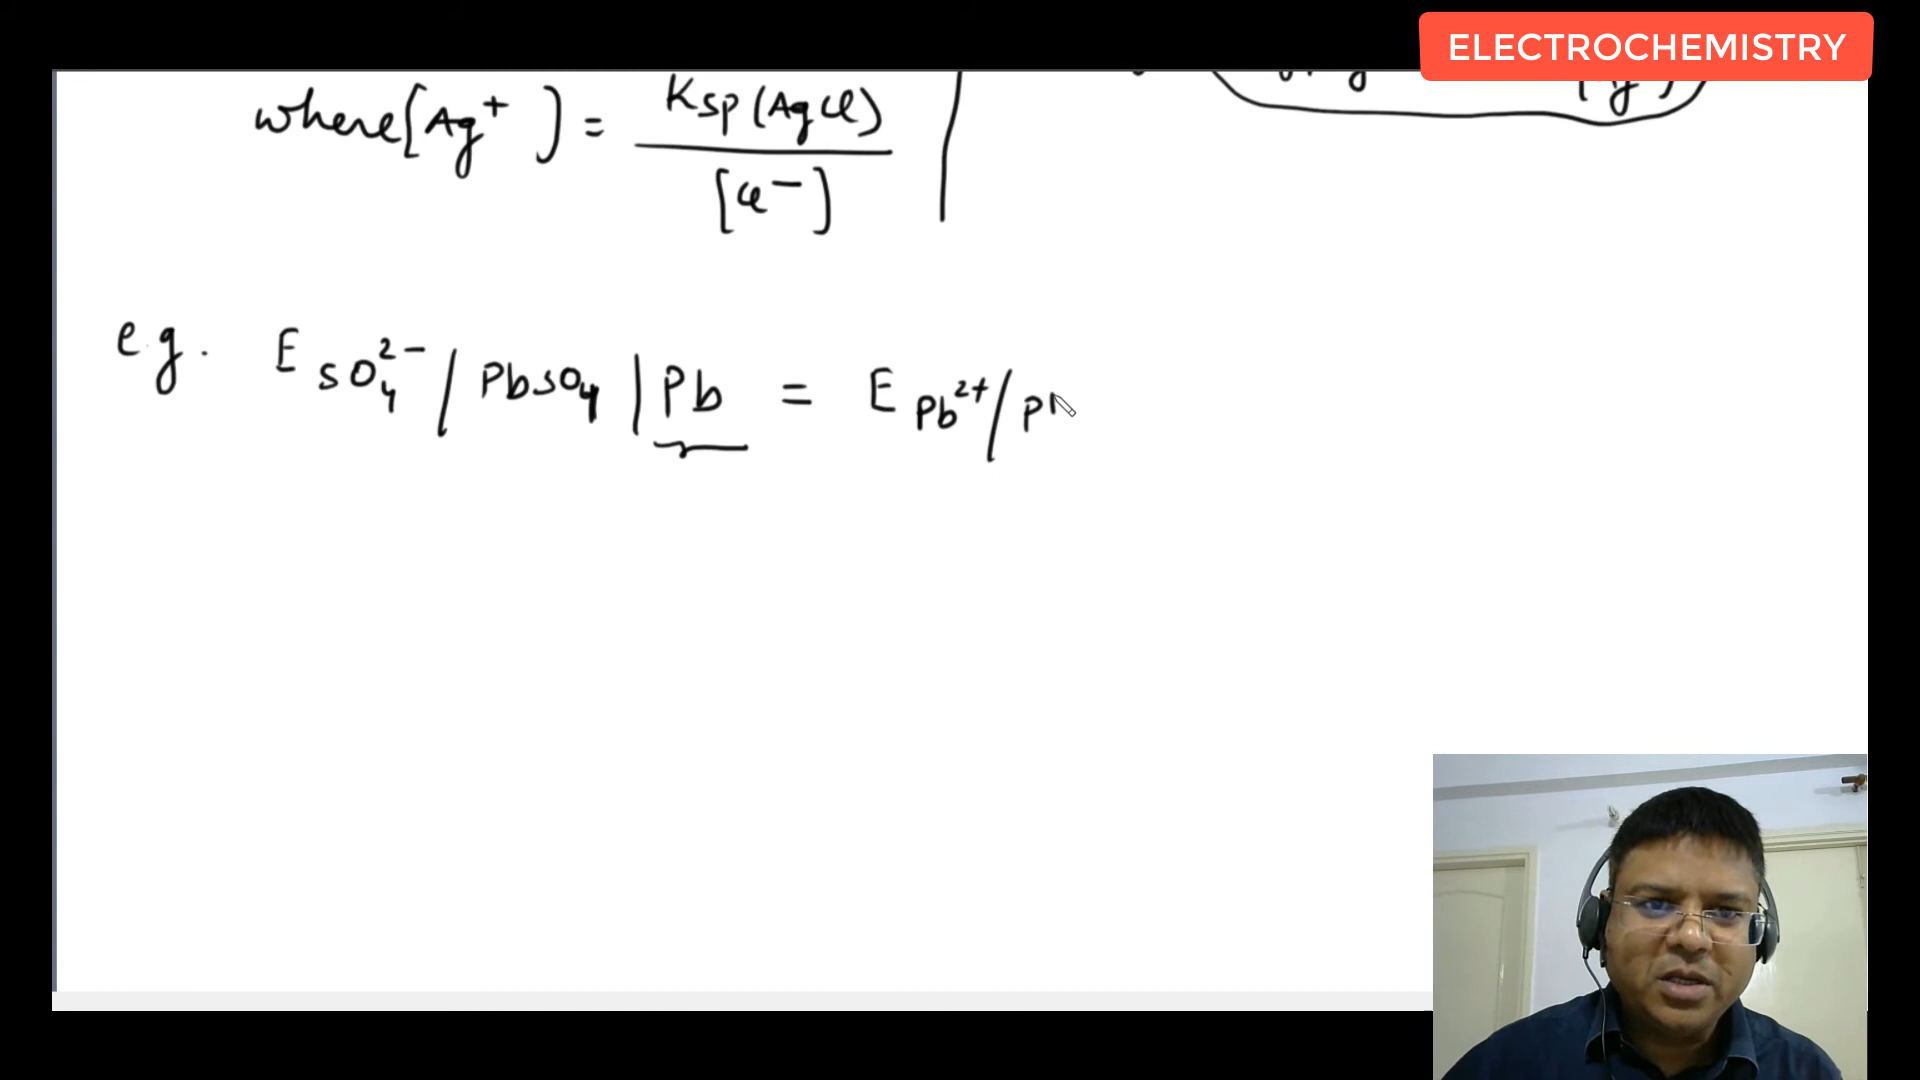 ELECTROCHEMISTRY
where [Ag⁺] = Ksp (AgCl)
[Cl⁻]
e.g. E SO₄²⁻ / PbSO₄ | Pb = E Pb²⁺/